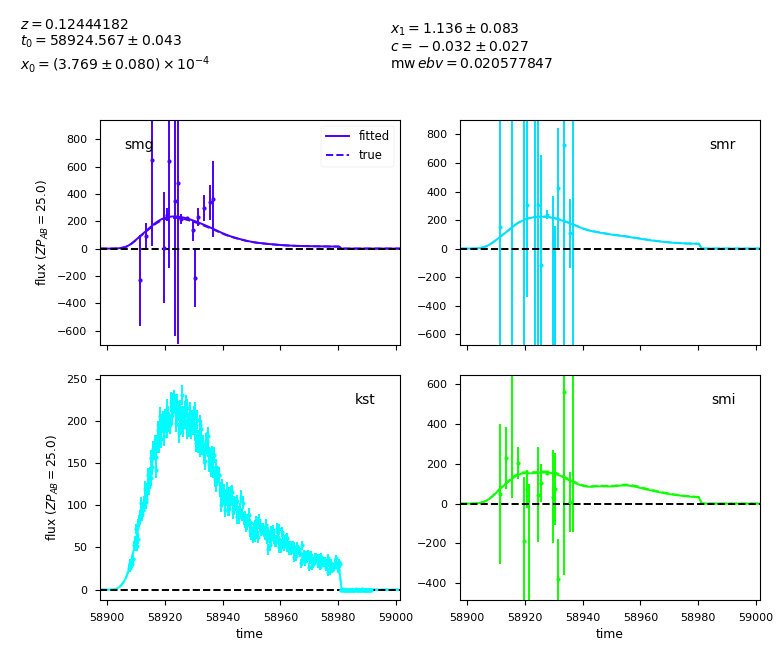 z = 0.12444182
t₀ = 58924.567 ± 0.043
x₀ = (3.769 ± 0.080) × 10⁻⁴
x₁ = 1.136 ± 0.083
c = −0.032 ± 0.027
mw ebv = 0.020577847
smg
fitted
true
800
600
400
200
0
−200
−400
−600
flux (ZP_AB = 25.0)
smr
800
600
400
200
0
−200
−400
−600
kst
250
200
150
100
50
0
flux (ZP_AB = 25.0)
58900 58920 58940 58960 58980 59000
time
smi
600
400
200
0
−200
−400
58900 58920 58940 58960 58980 59000
time